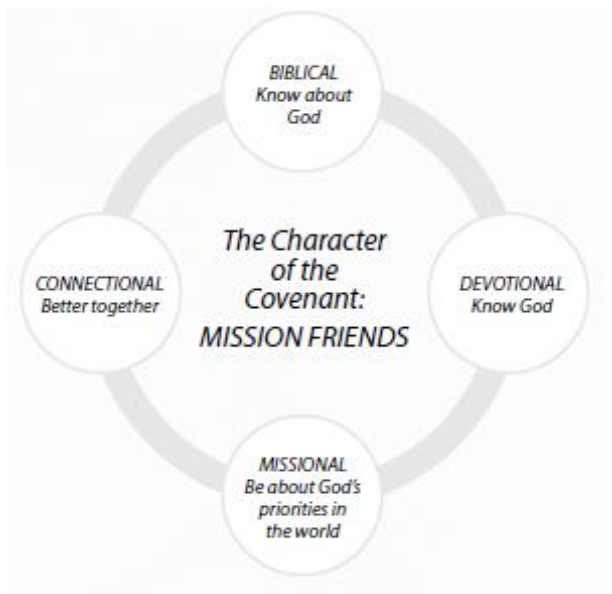 BIBLICAL
Know about
God
The Character
of the
Covenant:
MISSION FRIENDS
CONNECTIONAL
Better together
DEVOTIONAL
Know God
MISSIONAL
Be about God's
priorities in
the world